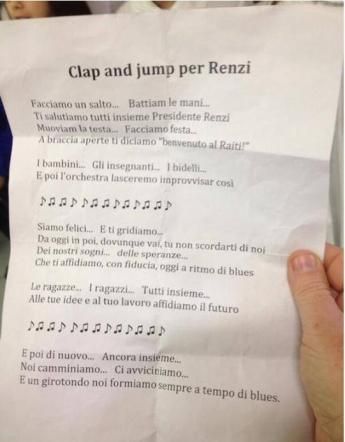 Clap and jump per Renzi
Facciamo un salto... Battiam le mani...
Ti salutiamo tutti insieme Presidente Renzi
Muoviam la testa... Facciamo festa...
A braccia aperte ti diciamo "benvenuto al Raiti!"
I bambini... Gli insegnanti... I bidelli...
E poi l'orchestra lasceremo improvvisar così
♪♫♫♪ ♪♫♫♪♫♪♫♫♪
Siamo felici... E ti gridiamo...
Da oggi in poi, dovunque vai, tu non scordarti di noi
Dei nostri sogni... delle speranze...
Che ti affidiamo, con fiducia, oggi a ritmo di blues
Le ragazze... I ragazzi... Tutti insieme...
Alle tue idee e al tuo lavoro affidiamo il futuro
♪♫♫♪ ♪♫♫♪♫♪♫♫♪
E poi di nuovo... Ancora insieme...
Noi camminiamo... Ci avviciniamo...
E un girotondo noi formiamo sempre a tempo di blues.